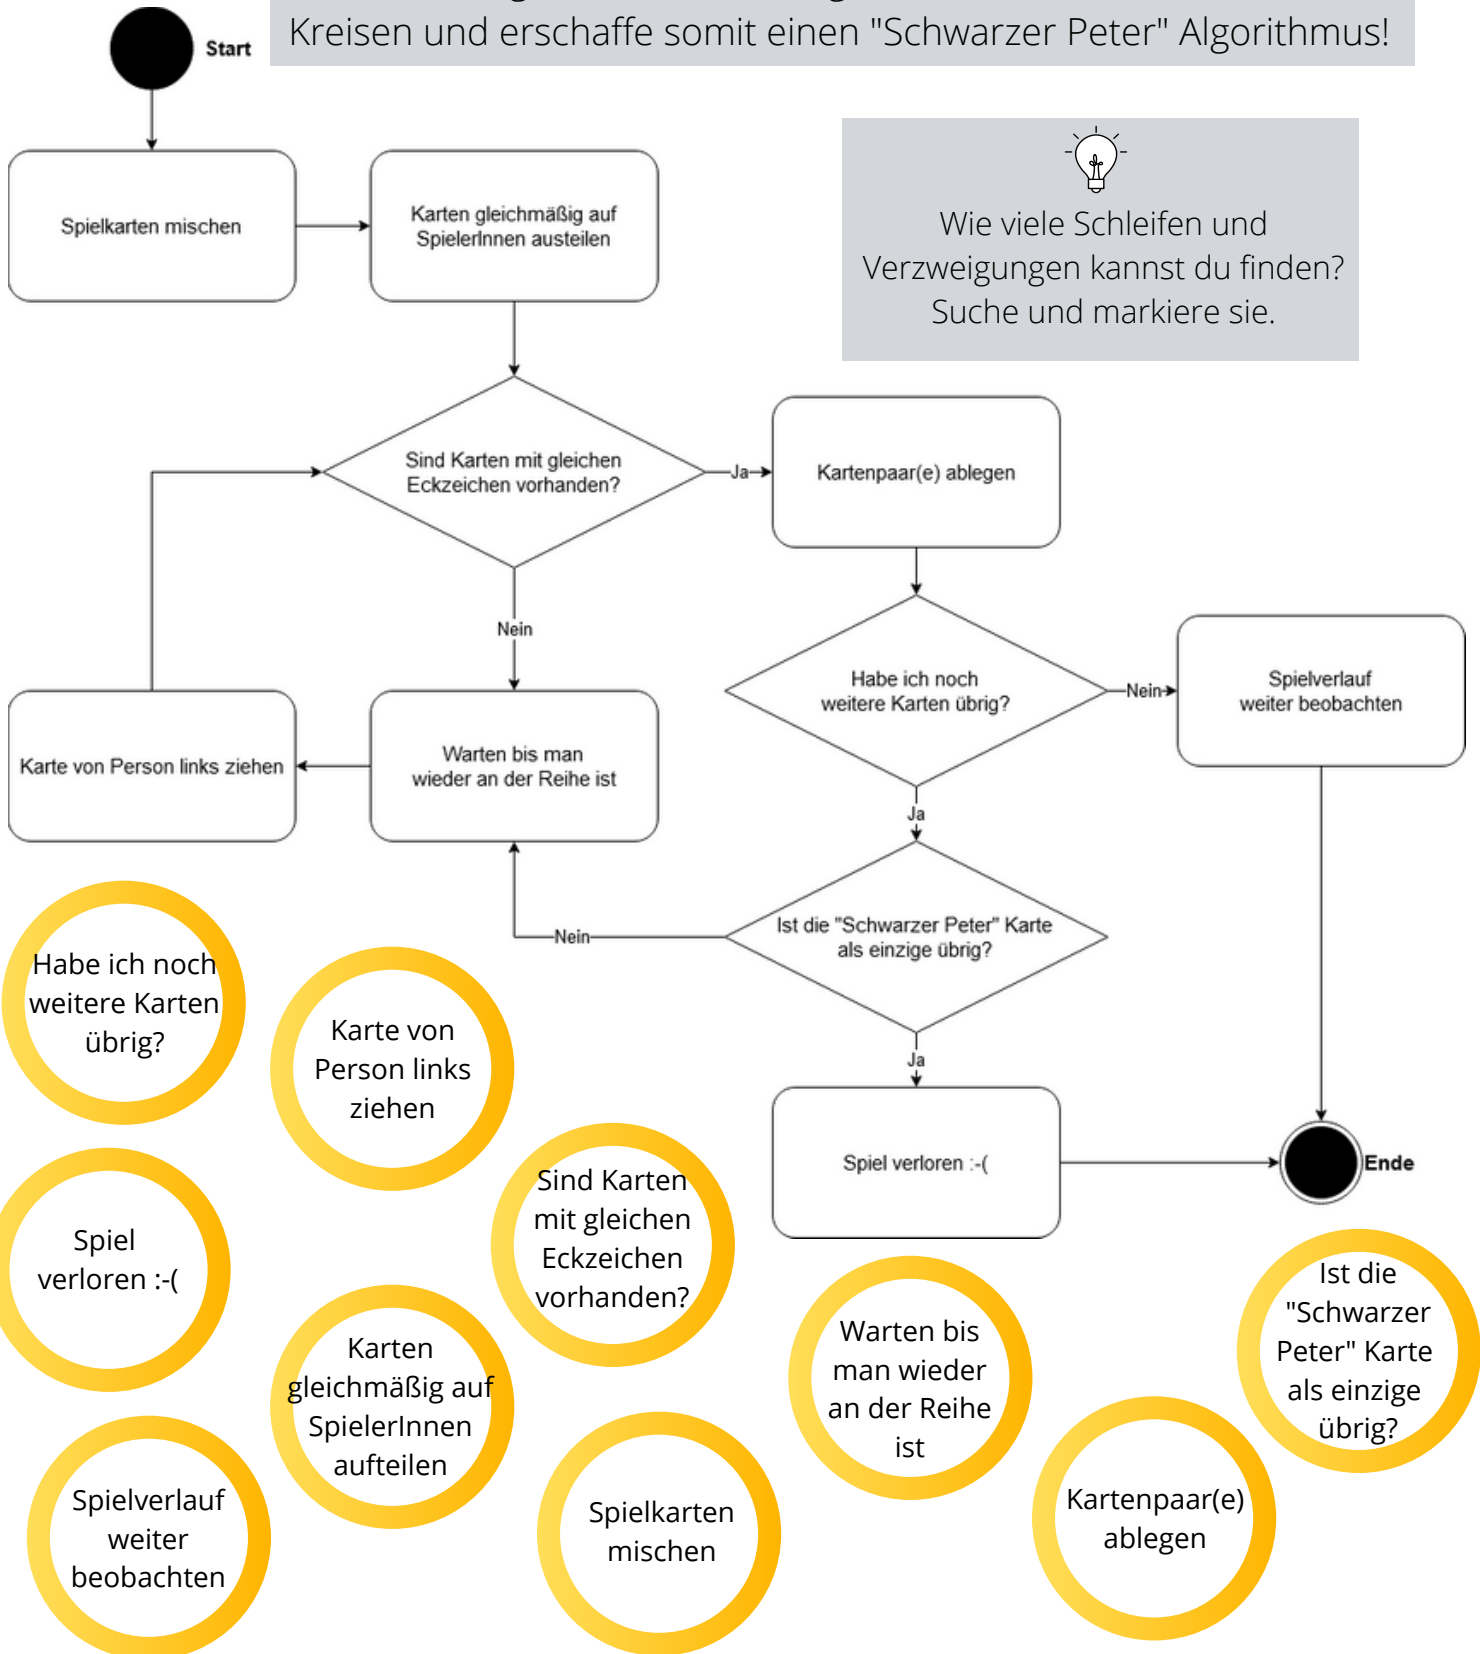 Kreisen und erschaffe somit einen "Schwarzer Peter" Algorithmus!
Start
Wie viele Schleifen und
Verzweigungen kannst du finden?
Suche und markiere sie.
Spielkarten mischen
Karten gleichmäßig auf
SpielerInnen austeilen
Sind Karten mit gleichen
Eckzeichen vorhanden?
Ja
Kartenpaar(e) ablegen
Nein
Habe ich noch
weitere Karten übrig?
Nein
Spielverlauf
weiter beobachten
Karte von Person links ziehen
Warten bis man
wieder an der Reihe ist
Ja
Ist die "Schwarzer Peter" Karte
als einzige übrig?
Nein
Ja
Spiel verloren :-(
Ende
Habe ich noch
weitere Karten
übrig?
Karte von
Person links
ziehen
Sind Karten
mit gleichen
Eckzeichen
vorhanden?
Spiel
verloren :-(
Karten
gleichmäßig auf
SpielerInnen
aufteilen
Warten bis
man wieder
an der Reihe
ist
Ist die
"Schwarzer
Peter" Karte
als einzige
übrig?
Spielverlauf
weiter
beobachten
Spielkarten
mischen
Kartenpaar(e)
ablegen